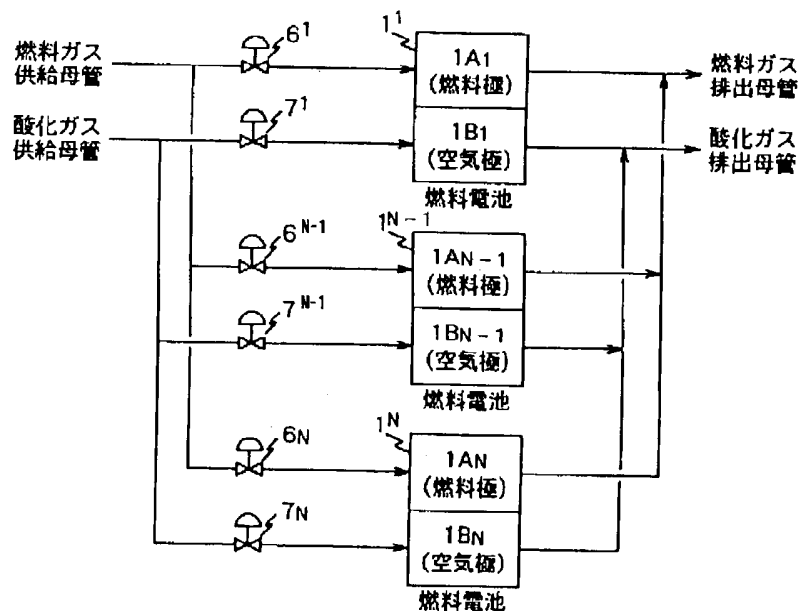 燃料ガス
供給母管
6¹
1¹
1A1
(燃料極)
燃料ガス
排出母管
酸化ガス
供給母管
7¹
1B1
(空気極)
酸化ガス
排出母管
燃料電池
6ᴺ⁻¹
1ᴺ⁻¹
1AN-1
(燃料極)
7ᴺ⁻¹
1BN-1
(空気極)
燃料電池
6N
1ᴺ
1AN
(燃料極)
7N
1BN
(空気極)
燃料電池